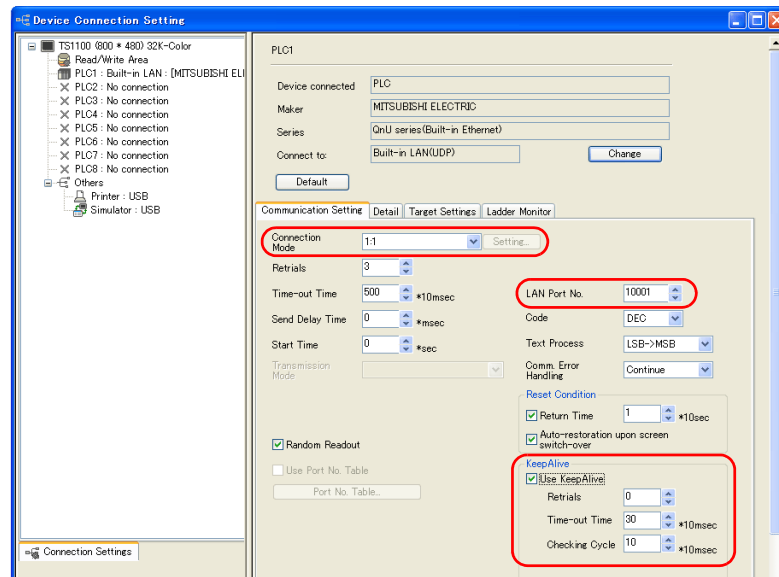 Device Connection Setting
TS1100 (800 * 480) 32K-Color
Read/Write Area
PLC1 : Built-in LAN : [MITSUBISHI ELI
PLC2 : No connection
PLC3 : No connection
PLC4 : No connection
PLC5 : No connection
PLC6 : No connection
PLC7 : No connection
PLC8 : No connection
Others
Printer : USB
Simulator : USB
Connection Settings
PLC1
Device connected PLC
Maker MITSUBISHI ELECTRIC
Series QnU series(Built-in Ethernet)
Connect to: Built-in LAN(UDP) Change
Default
Communication Setting Detail Target Settings Ladder Monitor
Connection Mode 1:1 Setting...
Retrials 3
Time-out Time 500 *10msec
Send Delay Time 0 *msec
Start Time 0 *sec
Transmission Mode
Random Readout
Use Port No. Table
Port No. Table..
LAN Port No. 10001
Code DEC
Text Process LSB->MSB
Comm. Error Handling Continue
Reset Condition
Return Time 1 *10sec
Auto-restoration upon screen
switch-over
KeepAlive
Use KeepAlive
Retrials 0
Time-out Time 30 *10msec
Checking Cycle 10 *10msec